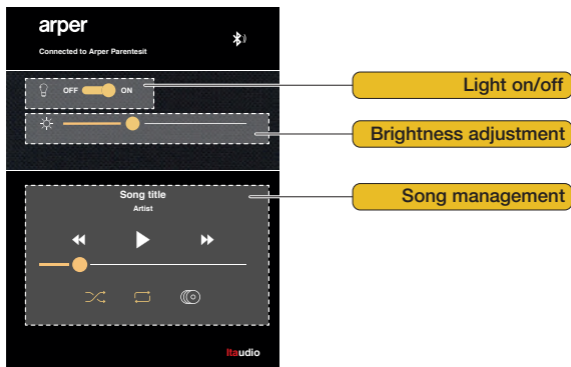 arper
Connected to Arper Parentesit
OFF ON
Light on/off
Brightness adjustment
Song title
Artist
Song management
Itaudio